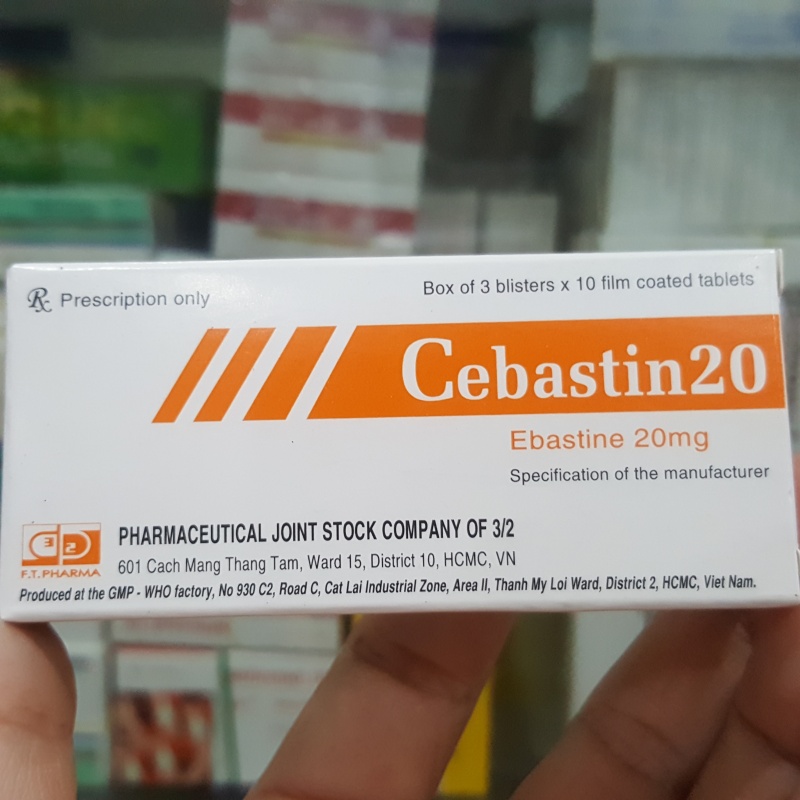 Rx Prescription only
Box of 3 blisters x 10 film coated tablets
Cebastin20
Ebastine 20mg
Specification of the manufacturer
32
F.T.PHARMA
PHARMACEUTICAL JOINT STOCK COMPANY OF 3/2
601 Cach Mang Thang Tam, Ward 15, District 10, HCMC, VN
Produced at the GMP - WHO factory, No 930 C2, Road C, Cat Lai Industrial Zone, Area II, Thanh My Loi Ward, District 2, HCMC, Viet Nam.